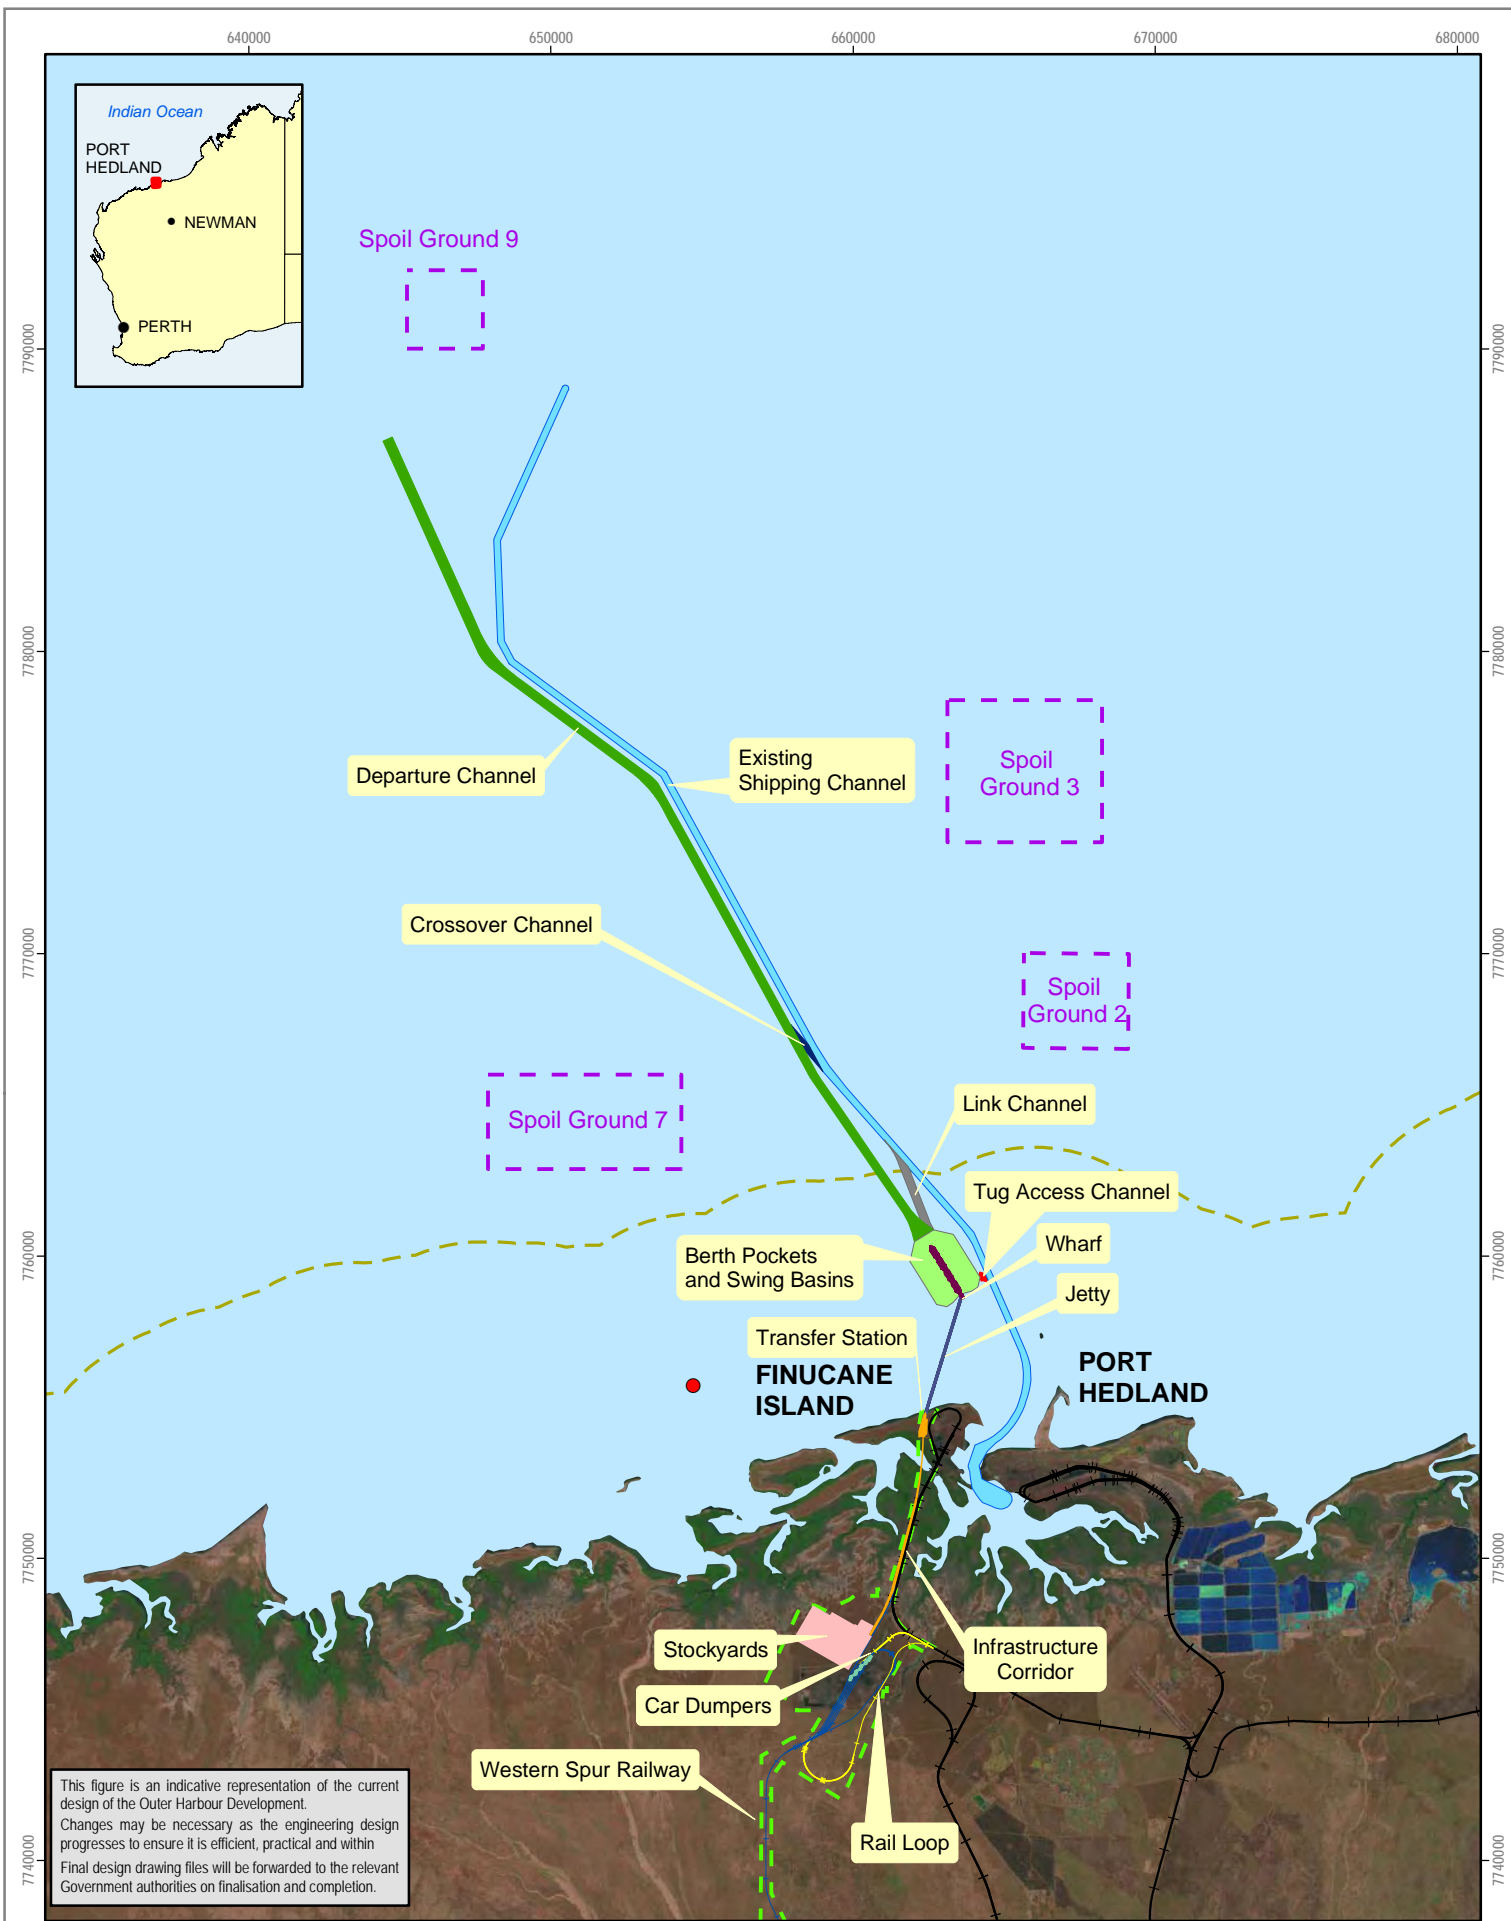 640000
650000
660000
670000
680000
Indian Ocean
PORT
HEDLAND
NEWMAN
PERTH
Spoil Ground 9
7790000
7790000
7780000
7780000
Spoil
Ground 3
Existing
Shipping Channel
Departure Channel
Crossover Channel
7770000
7770000
Spoil
Ground 2
Link Channel
Spoil Ground 7
Tug Access Channel
Wharf
Berth Pockets
and Swing Basins
7760000
7760000
Jetty
Transfer Station
FINUCANE
ISLAND
PORT
HEDLAND
7750000
7750000
Stockyards
Infrastructure
Corridor
Car Dumpers
Western Spur Railway
Rail Loop
7740000
7740000
This figure is an indicative representation of the current
design of the Outer Harbour Development.
Changes may be necessary as the engineering design
progresses to ensure it is efficient, practical and within
Final design drawing files will be forwarded to the relevant
Government authorities on finalisation and completion.